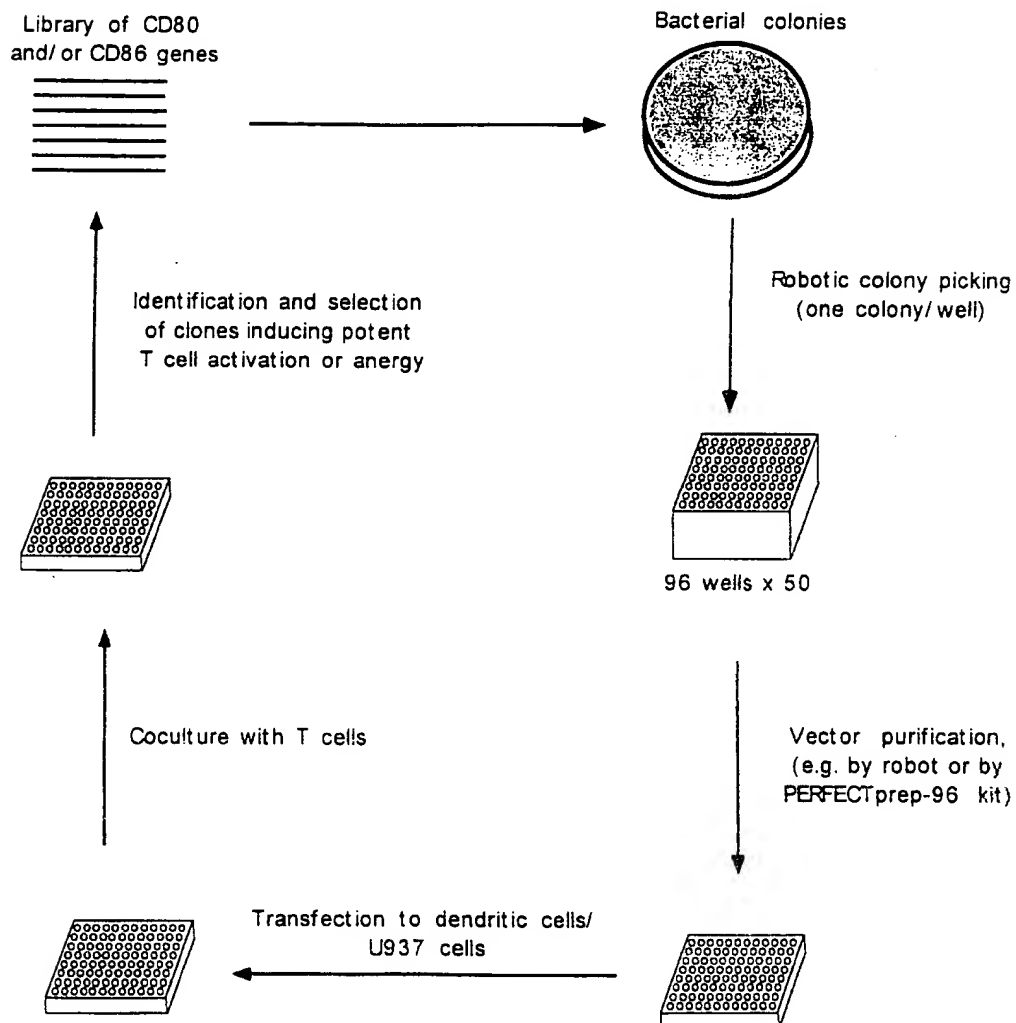 Library of CD80
and/or CD86 genes
Bacterial colonies
Robotic colony picking
(one colony/well)
Identification and selection
of clones inducing potent
T cell activation or anergy
96 wells x 50
Coculture with T cells
Vector purification,
(e.g. by robot or by
PERFECTprep-96 kit)
Transfection to dendritic cells/
U937 cells